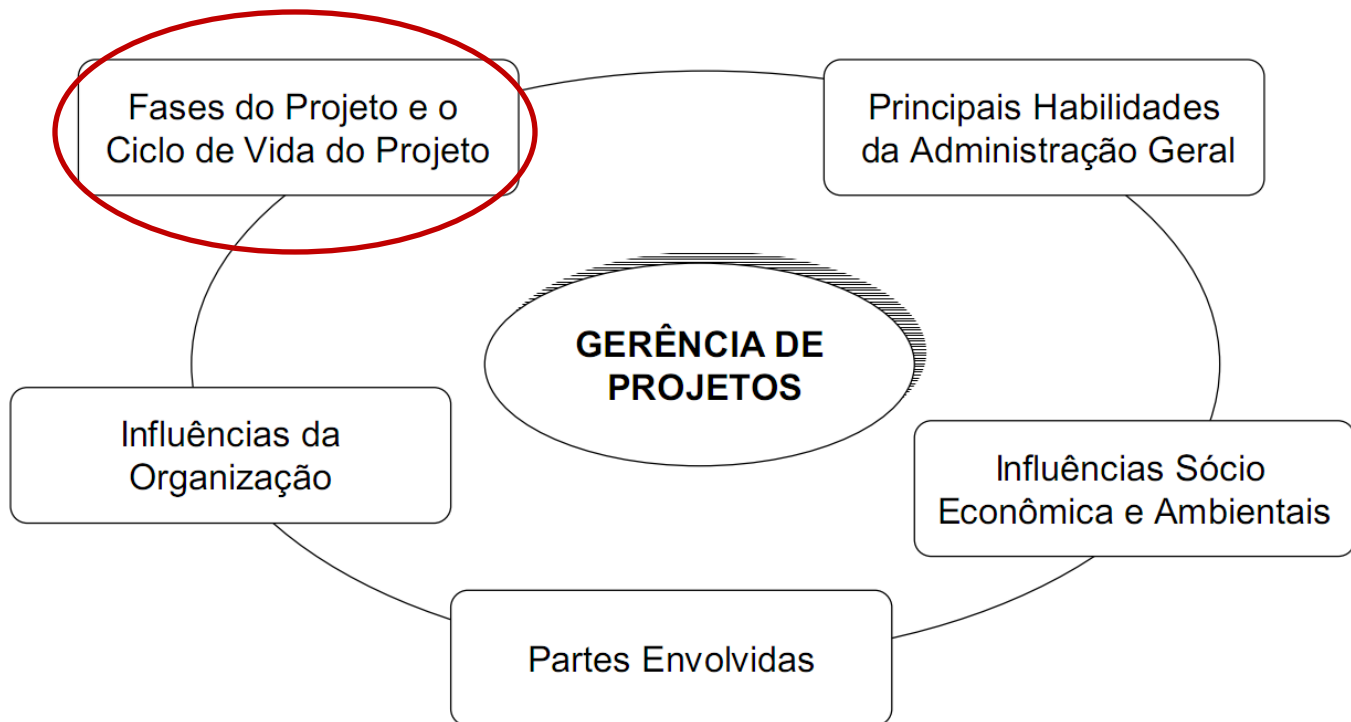 Fases do Projeto e o
Ciclo de Vida do Projeto
Principais Habilidades
da Administração Geral
GERÊNCIA DE
PROJETOS
Influências da
Organização
Influências Sócio
Econômica e Ambientais
Partes Envolvidas